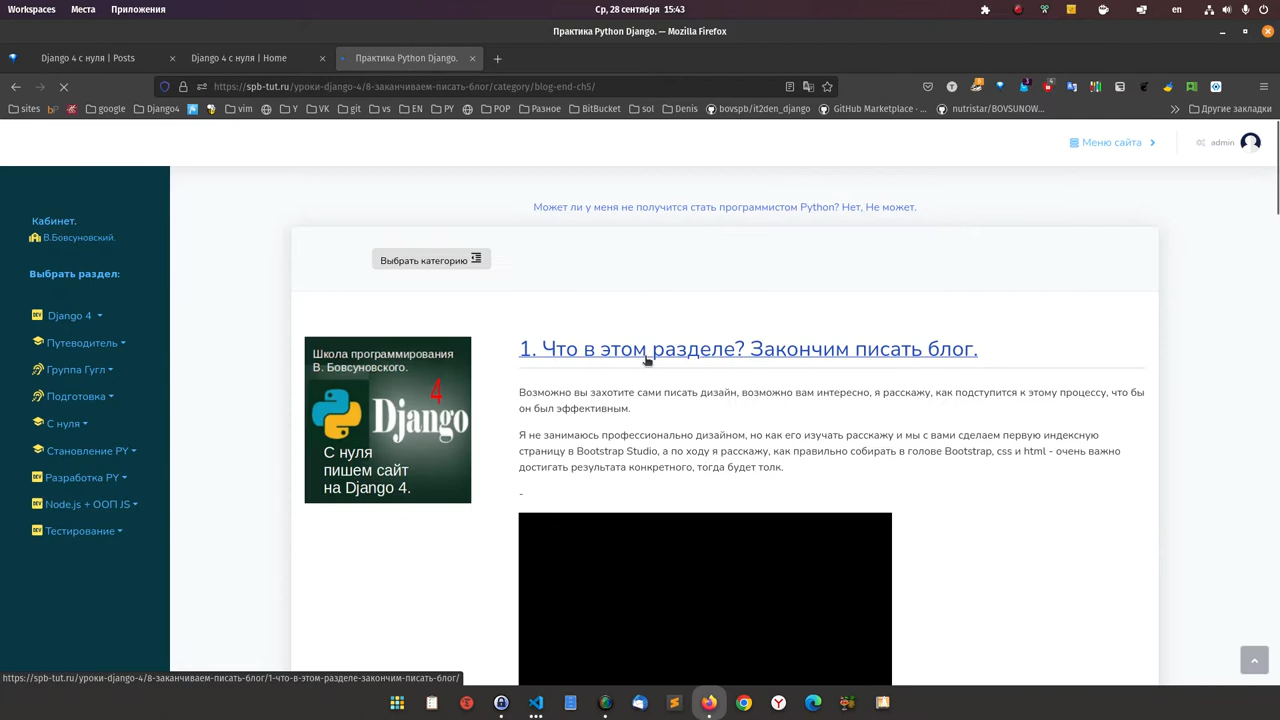 Workspaces Места Приложения Ср, 28 сентября 15:43 en
Практика Python Django. — Mozilla Firefox
Django 4 с нуля | Posts Django 4 с нуля | Home Практика Python Django.
https://spb-tut.ru/уроки-django-4/8-заканчиваем-писать-блог/category/blog-end-ch5/
sites google Django4 vim Y VK git vs EN PY POP Разное BitBucket sol Denis bovspb/it2den_django GitHub Marketplace - ... nutristar/BOVSUNOW... Другие закладки
Меню сайта admin
Может ли у меня не получится стать программистом Python? Нет, Не может.
Кабинет.
В.Бовсуновский.
Выбрать раздел:
Django 4
Путеводитель
Группа Гугл
Подготовка
С нуля
Становление PY
Разработка PY
Node.js + ООП JS
Тестирование
Выбрать категорию
Школа программирования
В. Бовсуновского.
4
Django
С нуля
пишем сайт
на Django 4.
1. Что в этом разделе? Закончим писать блог.
Возможно вы захотите сами писать дизайн, возможно вам интересно, я расскажу, как подступится к этому процессу, что бы
он был эффективным.
Я не занимаюсь профессионально дизайном, но как его изучать расскажу и мы с вами сделаем первую индексную
страницу в Bootstrap Studio, а по ходу я расскажу, как правильно собирать в голове Bootstrap, css и html - очень важно
достигать результата конкретного, тогда будет толк.
-
https://spb-tut.ru/уроки-django-4/8-заканчиваем-писать-блог/1-что-в-этом-разделе-закончим-писать-блог/